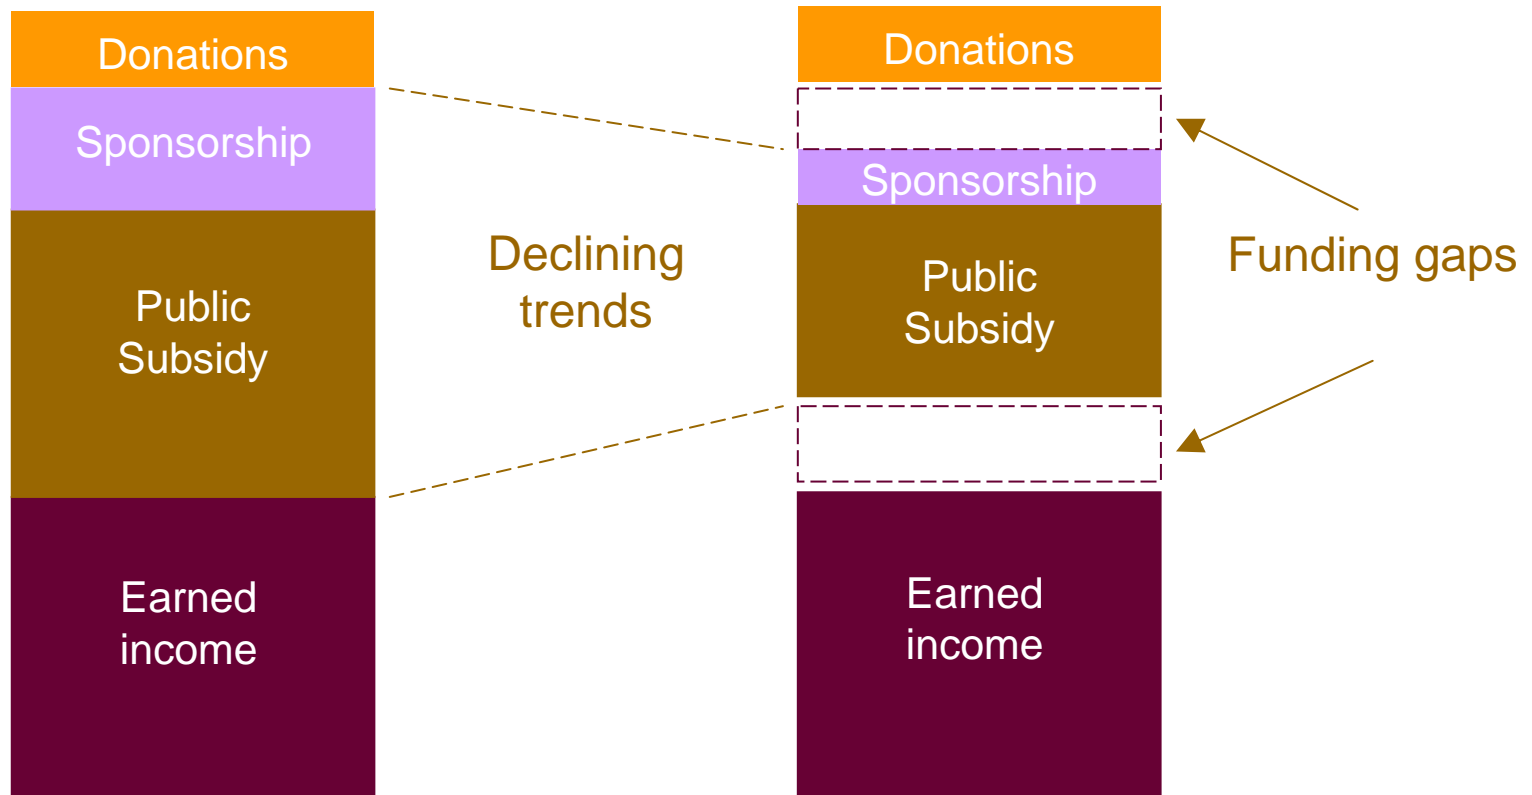 Donations
Sponsorship
Public
Subsidy
Earned
income
Declining
trends
Donations
Sponsorship
Public
Subsidy
Earned
income
Funding gaps